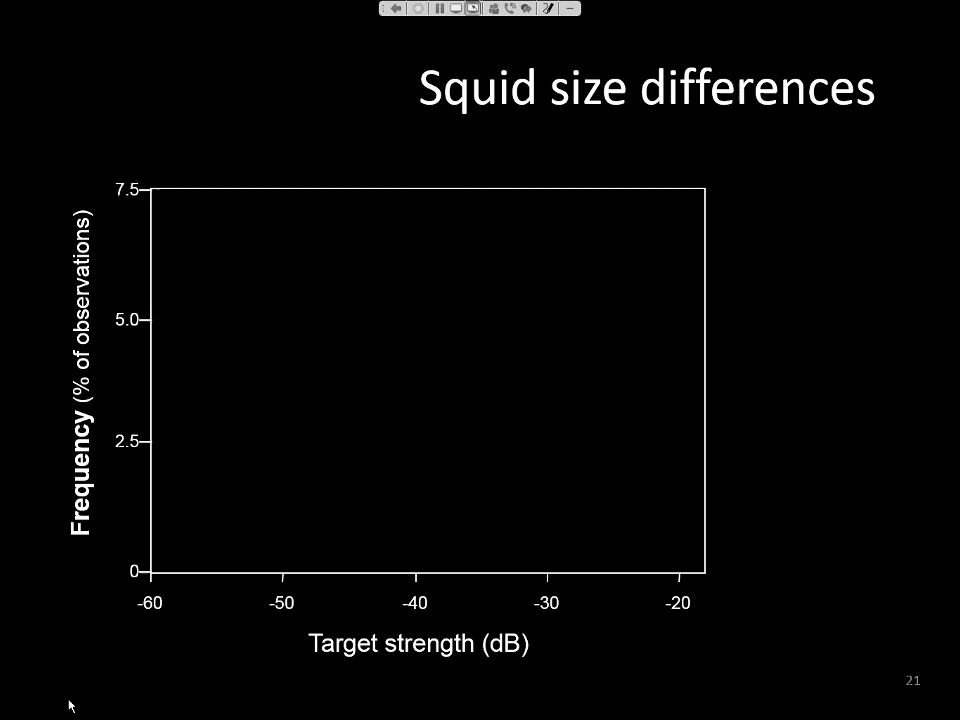 Squid size differences
7.5
5.0
2.5
0
Frequency (% of observations)
-60 -50 -40 -30 -20
Target strength (dB)
21